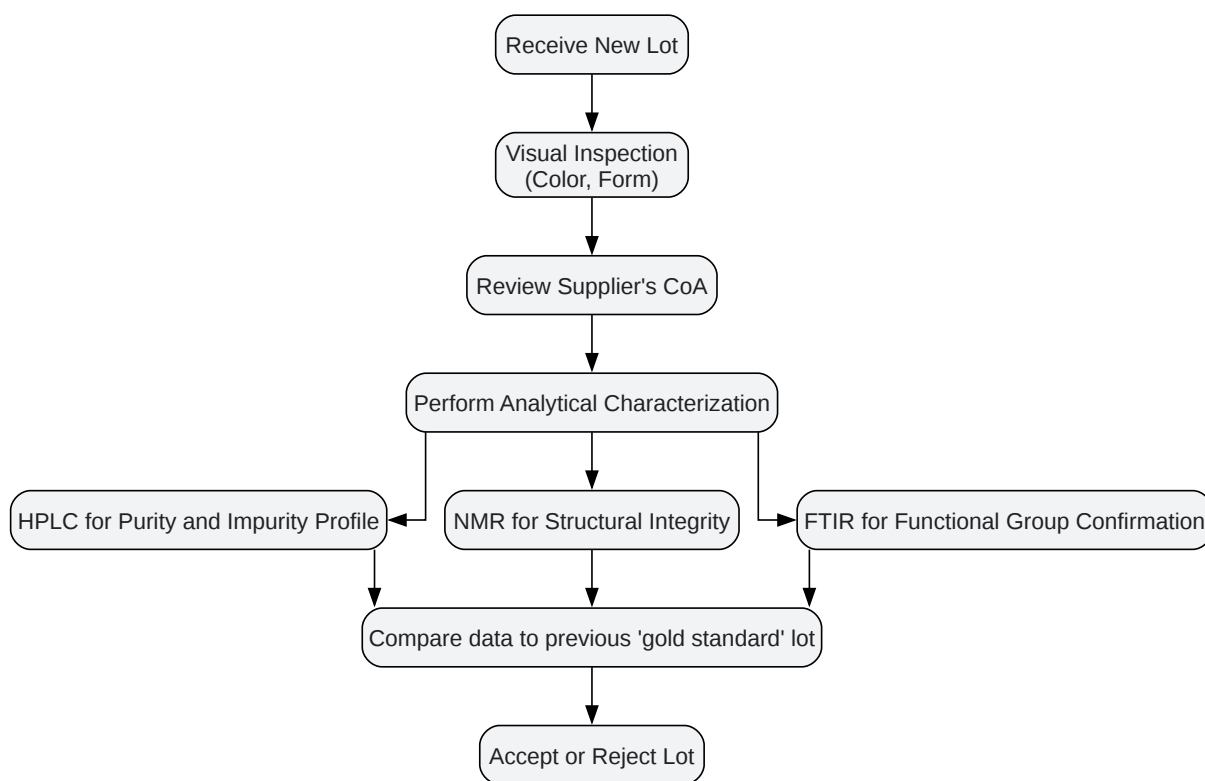 Receive New Lot
Visual Inspection
(Color, Form)
Review Supplier's CoA
Perform Analytical Characterization
HPLC for Purity and Impurity Profile
NMR for Structural Integrity
FTIR for Functional Group Confirmation
Compare data to previous 'gold standard' lot
Accept or Reject Lot